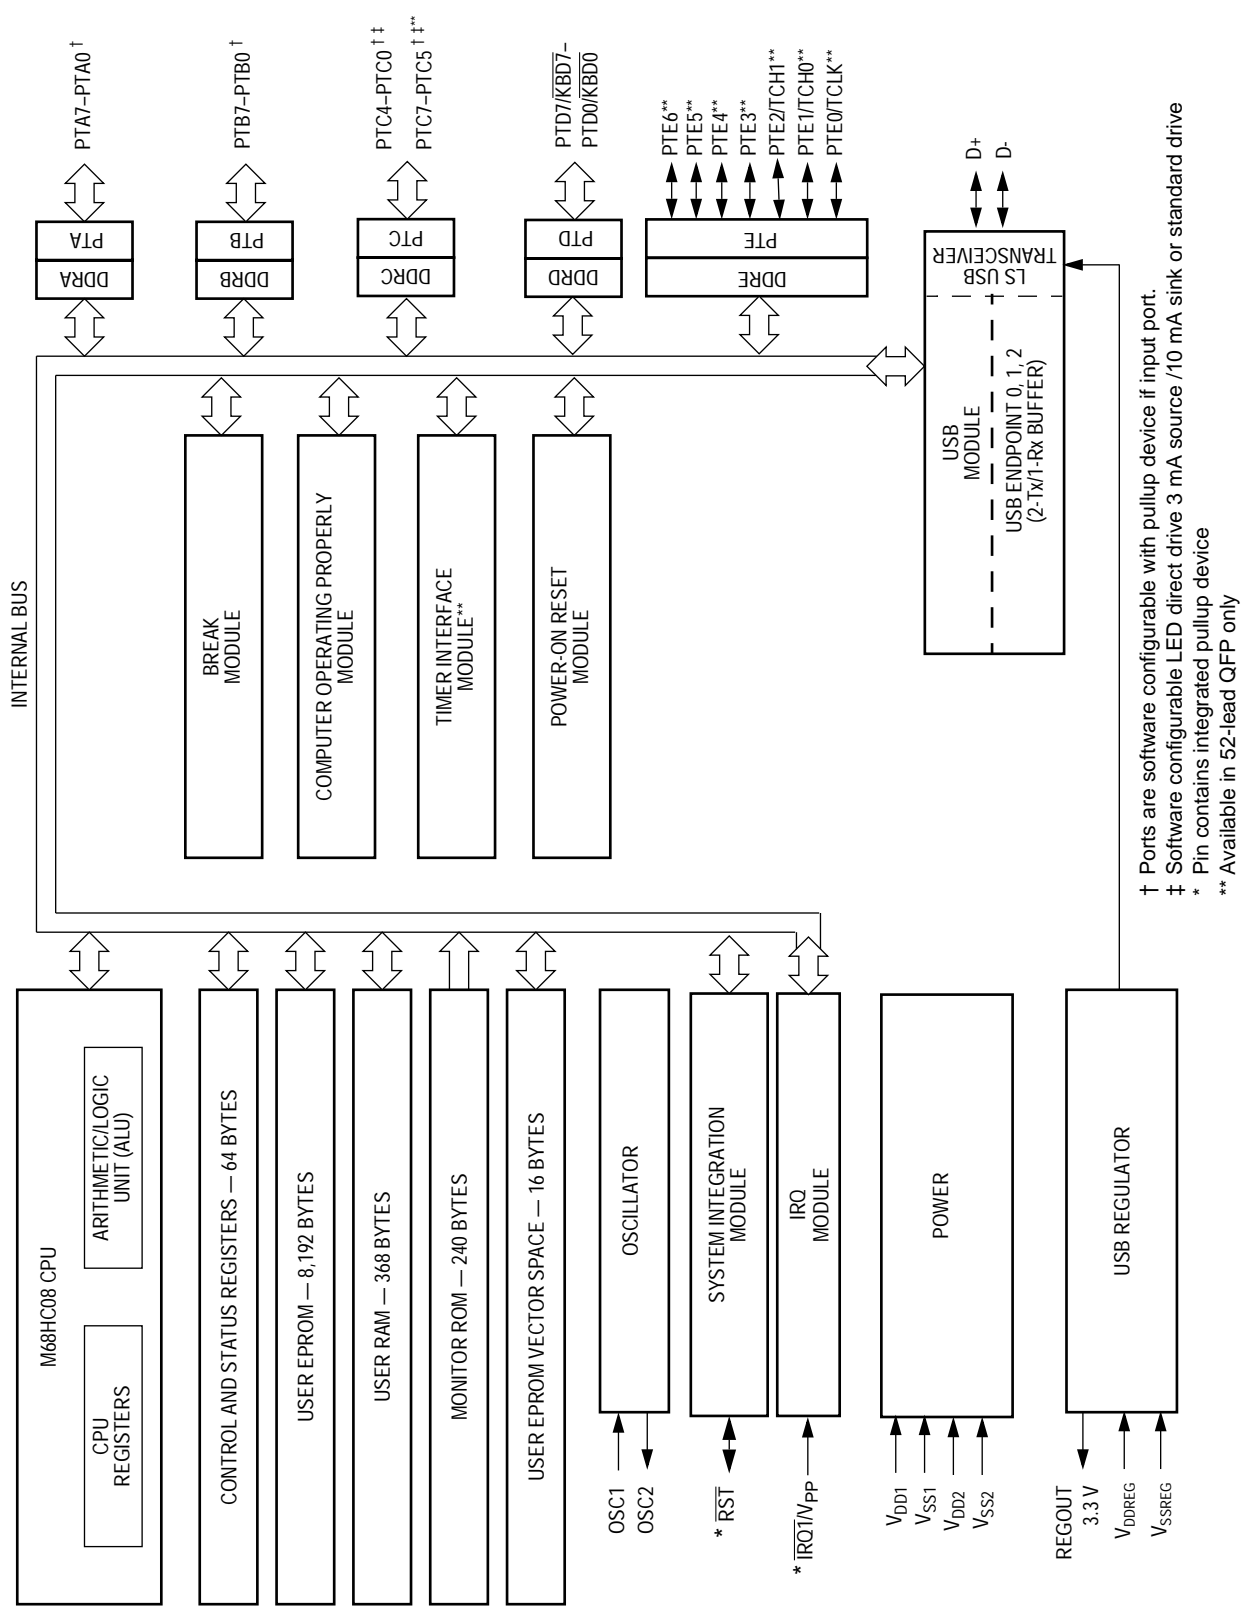 INTERNAL BUS
M68HC08 CPU
CPU
REGISTERS
ARITHMETIC/LOGIC
UNIT (ALU)
CONTROL AND STATUS REGISTERS — 64 BYTES
USER EPROM — 8,192 BYTES
USER RAM — 368 BYTES
MONITOR ROM — 240 BYTES
USER EPROM VECTOR SPACE — 16 BYTES
OSC1
OSC2
OSCILLATOR
* RST
SYSTEM INTEGRATION
MODULE
* IRQ1/VPP
IRQ
MODULE
VDD1
VSS1
VDD2
VSS2
POWER
REGOUT
3.3 V
VDDREG
VSSREG
USB REGULATOR
BREAK
MODULE
COMPUTER OPERATING PROPERLY
MODULE
TIMER INTERFACE
MODULE**
POWER-ON RESET
MODULE
USB
MODULE
USB ENDPOINT 0, 1, 2
(2-Tx/1-Rx BUFFER)
LS USB
TRANSCEIVER
D+
D-
DDRA
PTA
PTA7–PTA0 †
DDRB
PTB
PTB7–PTB0 †
DDRC
PTC
PTC4–PTC0 † ‡
PTC7–PTC5 † ‡**
DDRD
PTD
PTD7/KBD7–
PTD0/KBD0
DDRE
PTE
PTE6**
PTE5**
PTE4**
PTE3**
PTE2/TCH1**
PTE1/TCH0**
PTE0/TCLK**
† Ports are software configurable with pullup device if input port.
‡ Software configurable LED direct drive 3 mA source /10 mA sink or standard drive
* Pin contains integrated pullup device
** Available in 52-lead QFP only